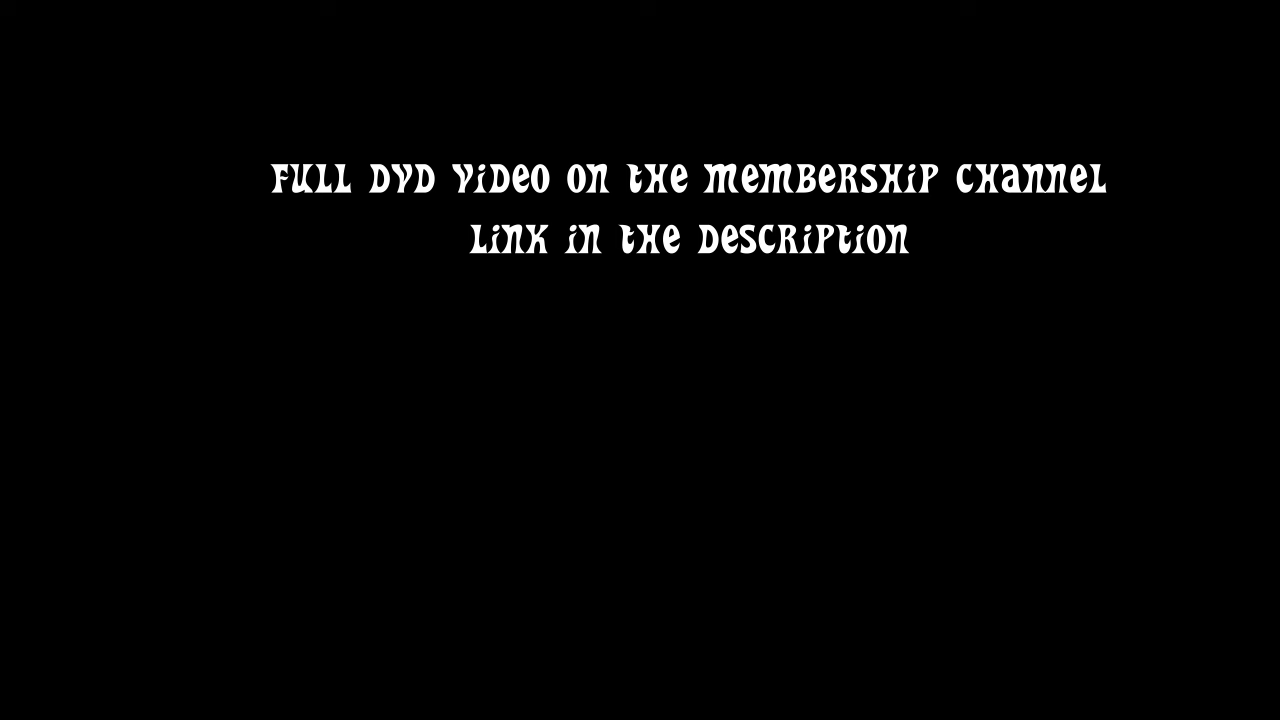 FULL DVD VIDEO ON THE MEMBERSHIP CHANNEL
LINK IN THE DESCRIPTION